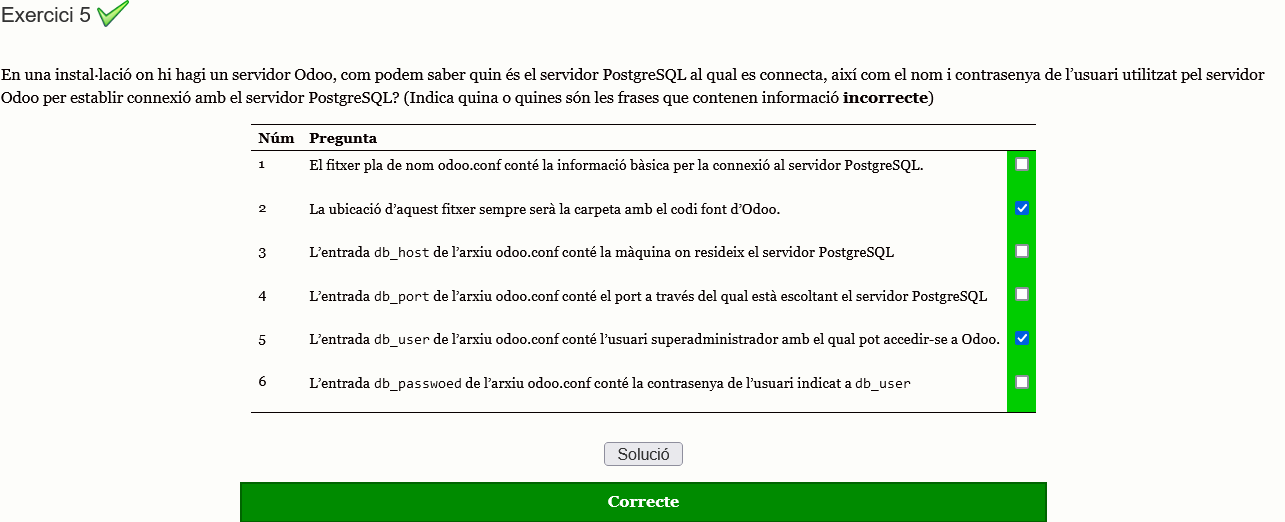 Exercici 5
En una instal·lació on hi hagi un servidor Odoo, com podem saber quin és el servidor PostgreSQL al qual es connecta, així com el nom i contrasenya de l’usuari utilitzat pel servidor
Odoo per establir connexió amb el servidor PostgreSQL? (Indica quina o quines són les frases que contenen informació incorrecte)
Núm Pregunta
1 El fitxer pla de nom odoo.conf conté la informació bàsica per la connexió al servidor PostgreSQL.
2 La ubicació d’aquest fitxer sempre serà la carpeta amb el codi font d’Odoo.
3 L’entrada db_host de l’arxiu odoo.conf conté la màquina on resideix el servidor PostgreSQL
4 L’entrada db_port de l’arxiu odoo.conf conté el port a través del qual està escoltant el servidor PostgreSQL
5 L’entrada db_user de l’arxiu odoo.conf conté l’usuari superadministrador amb el qual pot accedir-se a Odoo.
6 L’entrada db_passwoed de l’arxiu odoo.conf conté la contrasenya de l’usuari indicat a db_user
Solució
Correcte